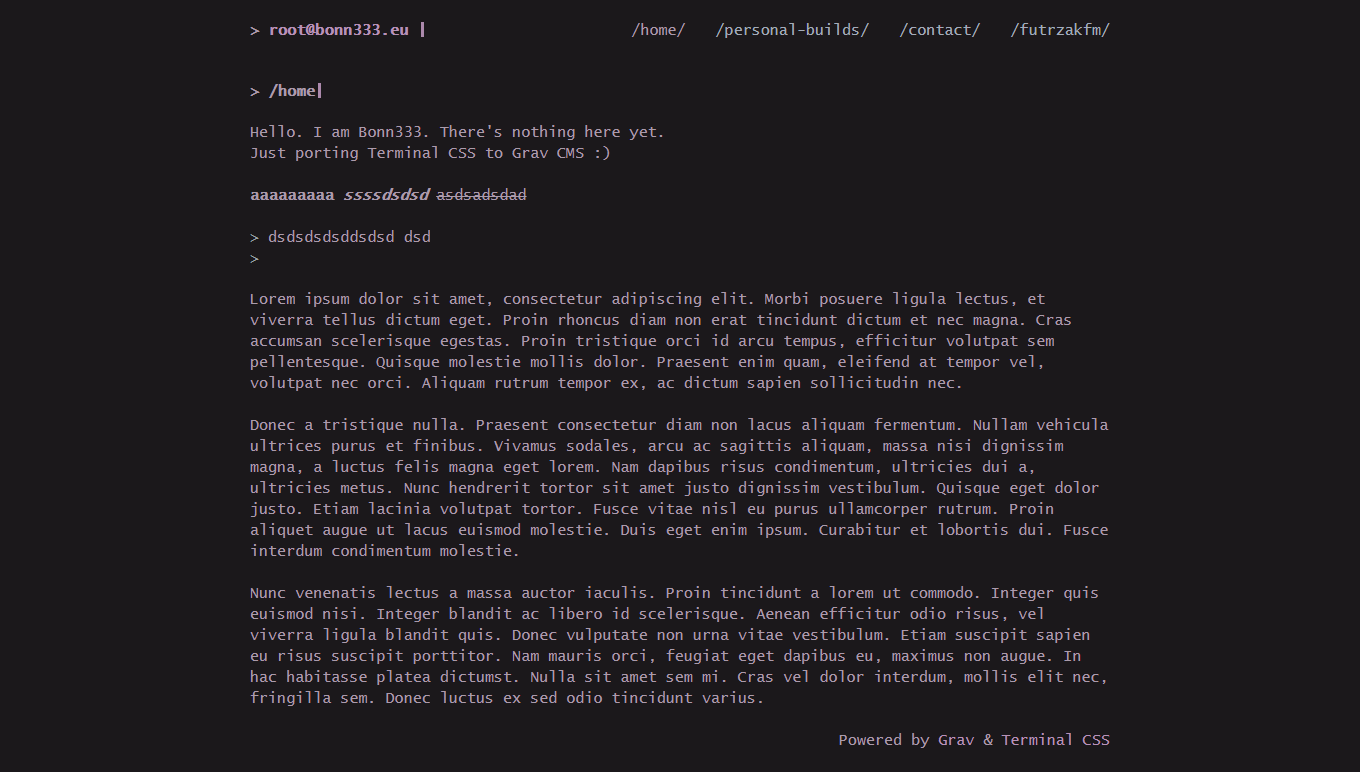 > root@bonn333.eu
/home/ /personal-builds/ /contact/ /futrzakfm/
> /home
Hello. I am Bonn333. There's nothing here yet.
Just porting Terminal CSS to Grav CMS :)
aaaaaaaaa ssssdsdsd asdsadsdad
> dsdsdsdsddsdsd dsd
>
Lorem ipsum dolor sit amet, consectetur adipiscing elit. Morbi posuere ligula lectus, et
viverra tellus dictum eget. Proin rhoncus diam non erat tincidunt dictum et nec magna. Cras
accumsan scelerisque egestas. Proin tristique orci id arcu tempus, efficitur volutpat sem
pellentesque. Quisque molestie mollis dolor. Praesent enim quam, eleifend at tempor vel,
volutpat nec orci. Aliquam rutrum tempor ex, ac dictum sapien sollicitudin nec.
Donec a tristique nulla. Praesent consectetur diam non lacus aliquam fermentum. Nullam vehicula
ultrices purus et finibus. Vivamus sodales, arcu ac sagittis aliquam, massa nisi dignissim
magna, a luctus felis magna eget lorem. Nam dapibus risus condimentum, ultricies dui a,
ultricies metus. Nunc hendrerit tortor sit amet justo dignissim vestibulum. Quisque eget dolor
justo. Etiam lacinia volutpat tortor. Fusce vitae nisl eu purus ullamcorper rutrum. Proin
aliquet augue ut lacus euismod molestie. Duis eget enim ipsum. Curabitur et lobortis dui. Fusce
interdum condimentum molestie.
Nunc venenatis lectus a massa auctor iaculis. Proin tincidunt a lorem ut commodo. Integer quis
euismod nisi. Integer blandit ac libero id scelerisque. Aenean efficitur odio risus, vel
viverra ligula blandit quis. Donec vulputate non urna vitae vestibulum. Etiam suscipit sapien
eu risus suscipit porttitor. Nam mauris orci, feugiat eget dapibus eu, maximus non augue. In
hac habitasse platea dictumst. Nulla sit amet sem mi. Cras vel dolor interdum, mollis elit nec,
fringilla sem. Donec luctus ex sed odio tincidunt varius.
Powered by Grav & Terminal CSS